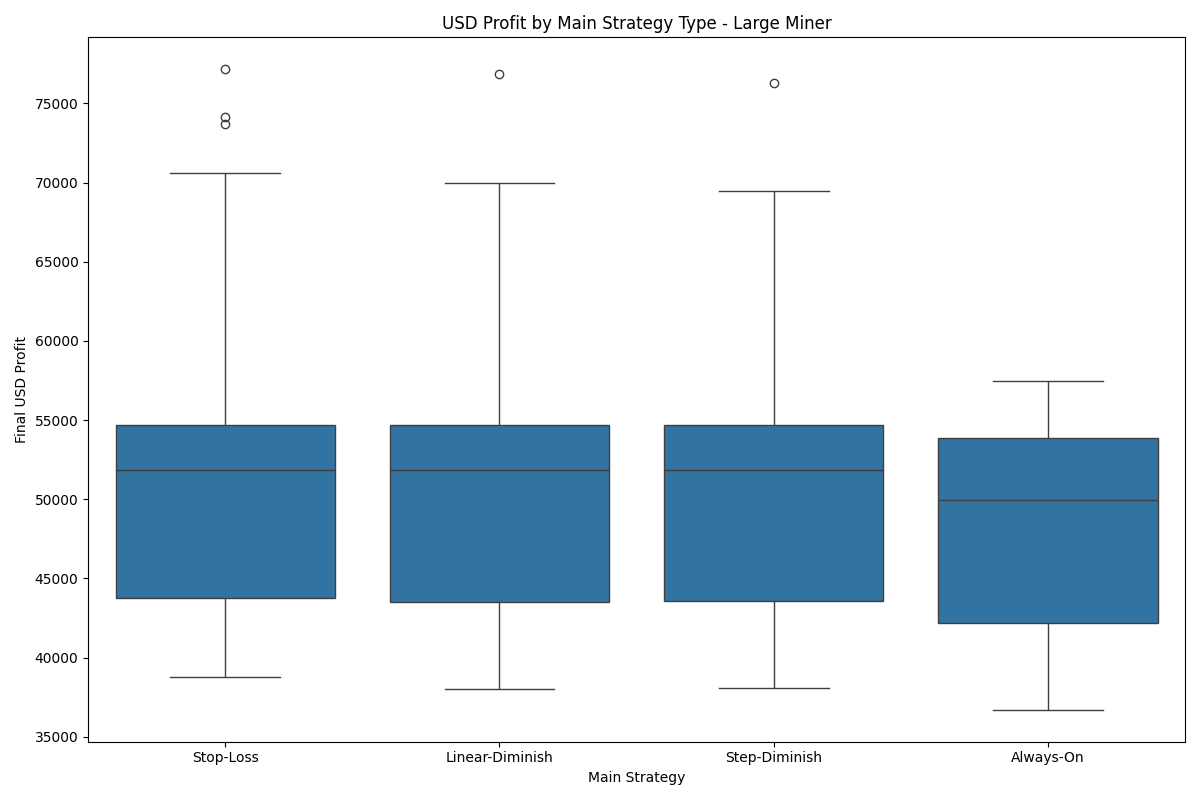 USD Profit by Main Strategy Type - Large Miner
Final USD Profit
75000
70000
65000
60000
55000
50000
45000
40000
35000
Stop-Loss
Linear-Diminish
Step-Diminish
Always-On
Main Strategy